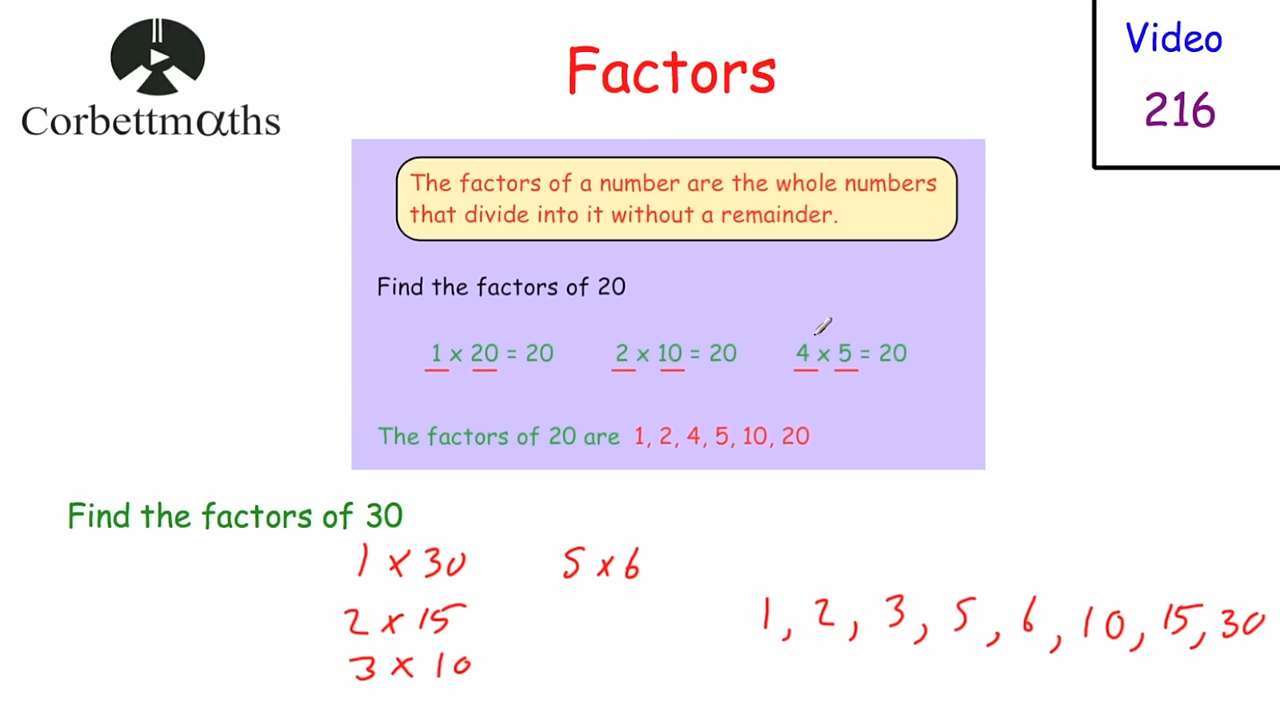 Corbettmαths
Factors
Video
216
The factors of a number are the whole numbers
that divide into it without a remainder.
Find the factors of 20
1 x 20 = 20 2 x 10 = 20 4 x 5 = 20
The factors of 20 are 1, 2, 4, 5, 10, 20
Find the factors of 30
1 x 30 5 x 6
2 x 15
3 x 10
1, 2, 3, 5, 6, 10, 15, 30